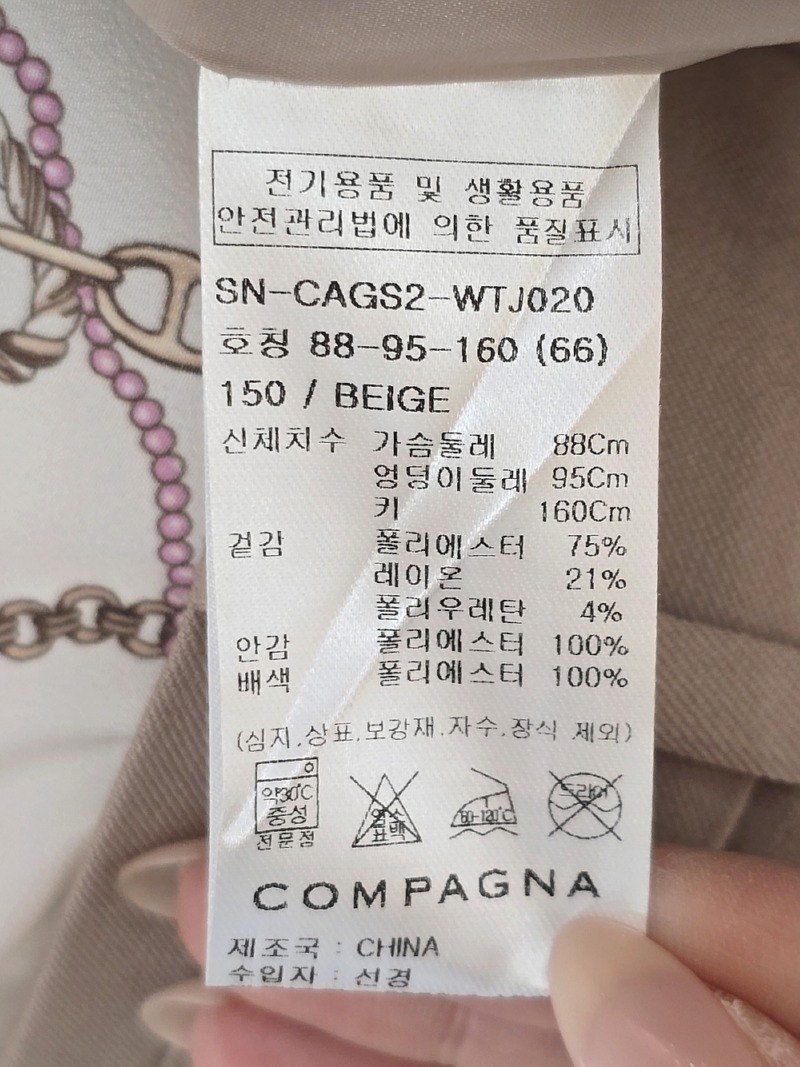 전기용품 및 생활용품
안전관리법에 의한 품질표시
SN-CAGS2-WTJ020
호칭 88-95-160 (66)
150 / BEIGE
신체치수 가슴둘레 88Cm
엉덩이둘레 95Cm
키 160Cm
겉감 폴리에스터 75%
레이온 21%
폴리우레탄 4%
안감 폴리에스터 100%
배색 폴리에스터 100%
(심지,상표,보강재,자수,장식 제외)
약30℃ 중성 전문점
염소 표백
80-120℃
드라이
COMPAGNA
제조국 : CHINA
수입자 : 선경